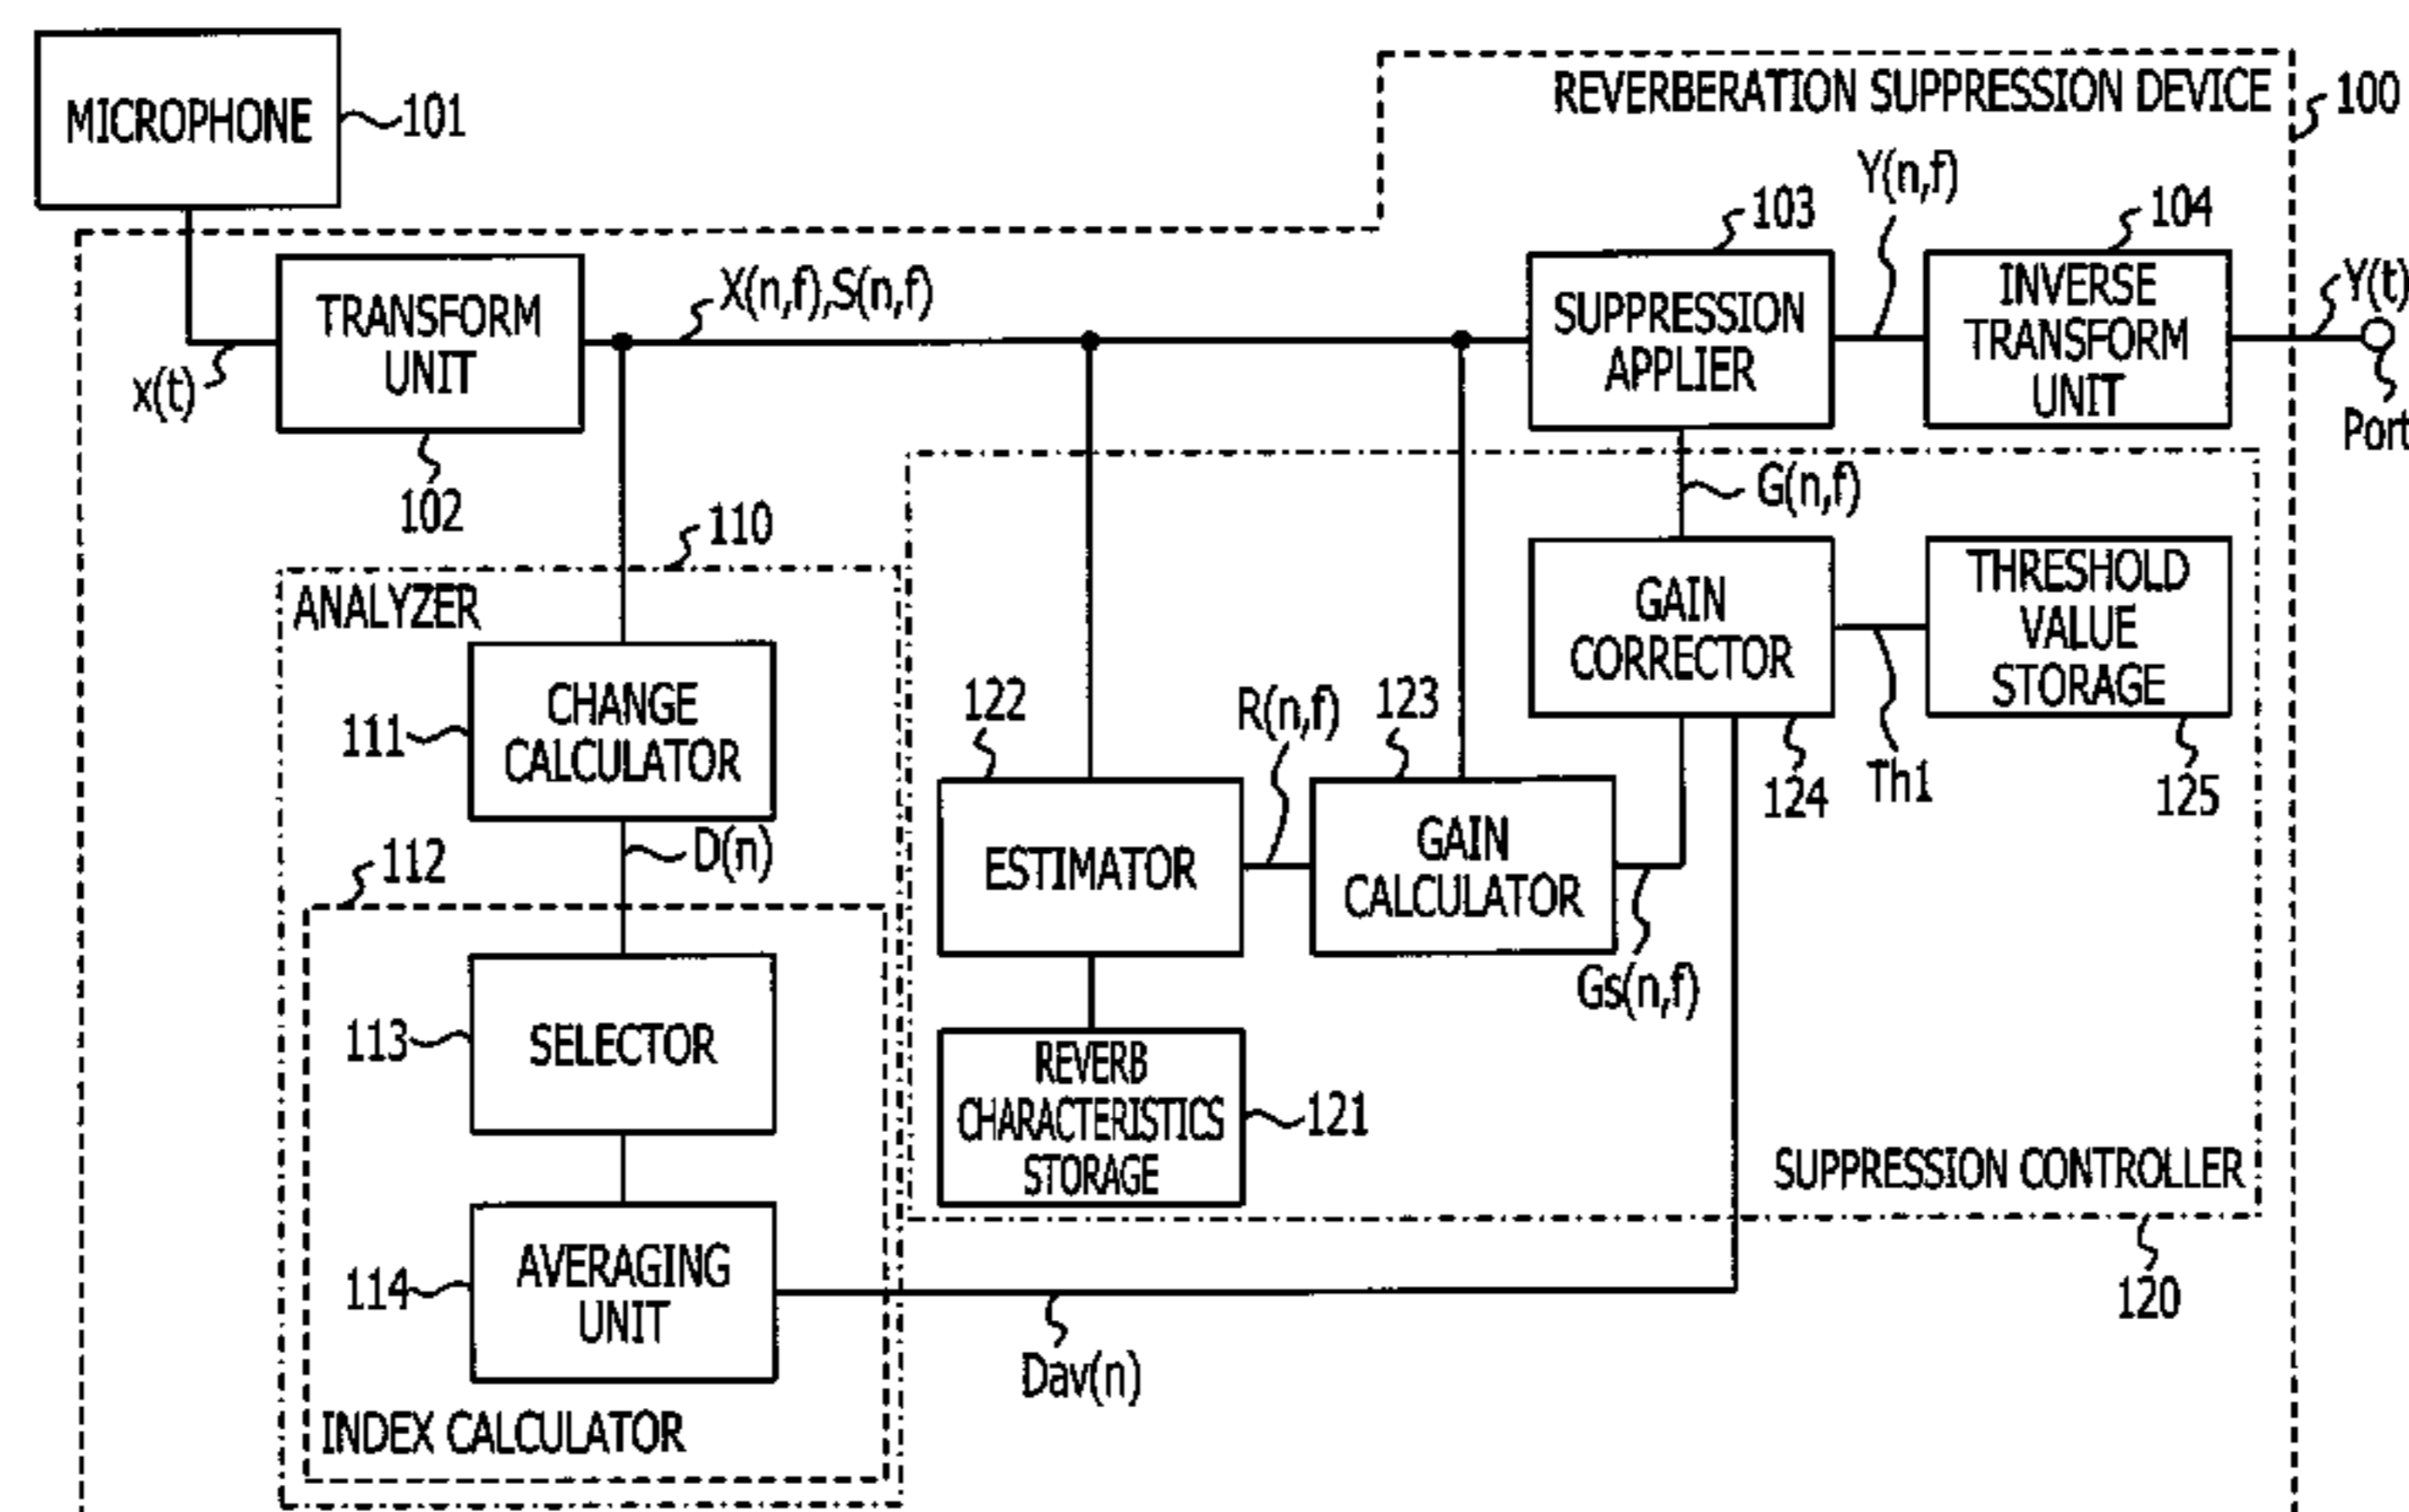 MICROPHONE
101
REVERBERATION SUPPRESSION DEVICE
100
x(t)
TRANSFORM
UNIT
102
X(n,f),S(n,f)
SUPPRESSION
APPLIER
103
Y(n,f)
INVERSE
TRANSFORM
UNIT
104
Y(t)
Port
110
ANALYZER
CHANGE
CALCULATOR
111
D(n)
112
SELECTOR
113
AVERAGING
UNIT
114
INDEX CALCULATOR
Dav(n)
G(n,f)
GAIN
CORRECTOR
124
Th1
THRESHOLD
VALUE
STORAGE
125
122
ESTIMATOR
R(n,f)
123
GAIN
CALCULATOR
Gs(n,f)
REVERB
CHARACTERISTICS
STORAGE
121
SUPPRESSION CONTROLLER
120